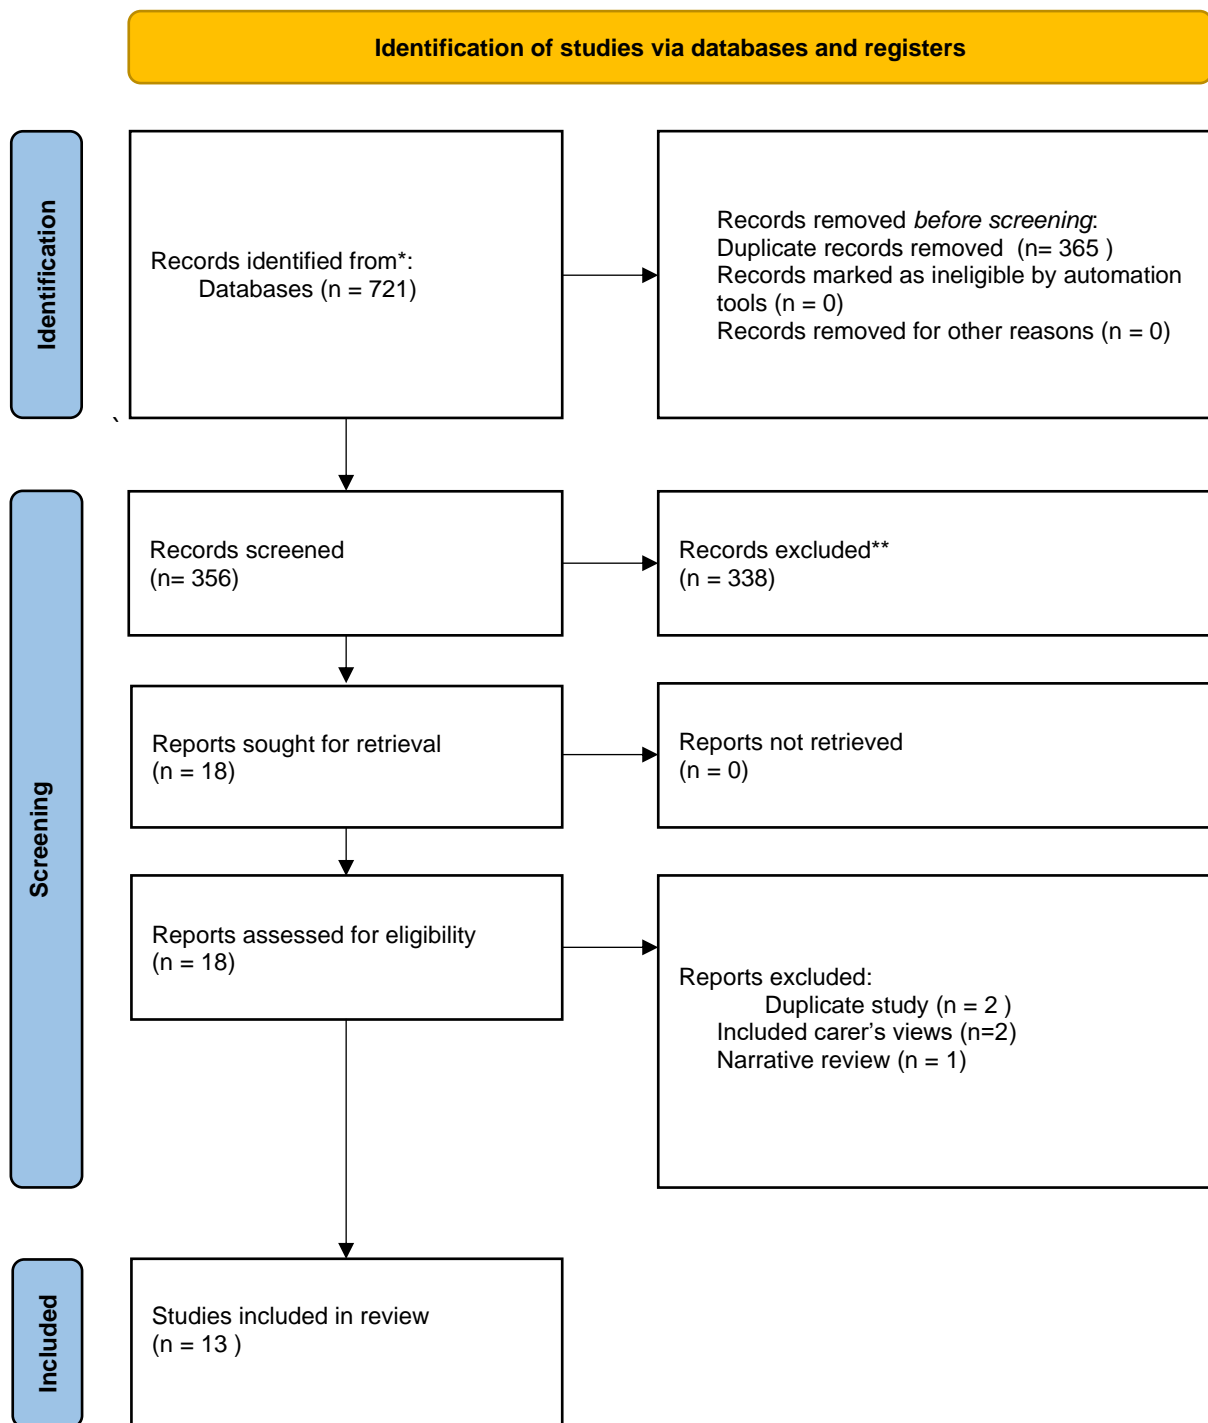 Identification of studies via databases and registers
Identification
Records identified from*:
Databases (n = 721)
Records removed before screening:
Duplicate records removed  (n= 365 )
Records marked as ineligible by automation
tools (n = 0)
Records removed for other reasons (n = 0)
`
Screening
Records screened
(n= 356)
Records excluded**
(n = 338)
Reports sought for retrieval
(n = 18)
Reports not retrieved
(n = 0)
Reports assessed for eligibility
(n = 18)
Reports excluded:
Duplicate study (n = 2 )
Included carer’s views (n=2)
Narrative review (n = 1)
Included
Studies included in review
(n = 13 )